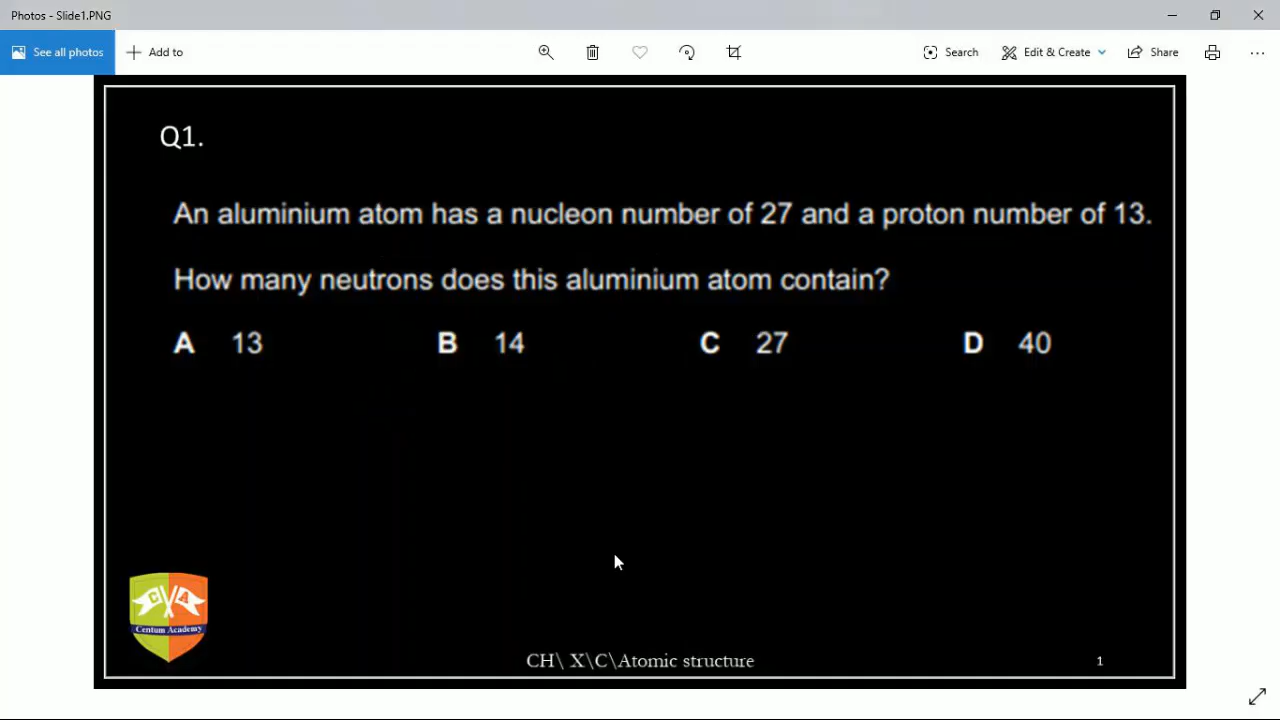 Photos - Slide1.PNG
See all photos Add to Search Edit & Create Share
Q1.
An aluminium atom has a nucleon number of 27 and a proton number of 13.
How many neutrons does this aluminium atom contain?
A 13 B 14 C 27 D 40
C A
Centum Academy
CH\ X\C\Atomic structure 1